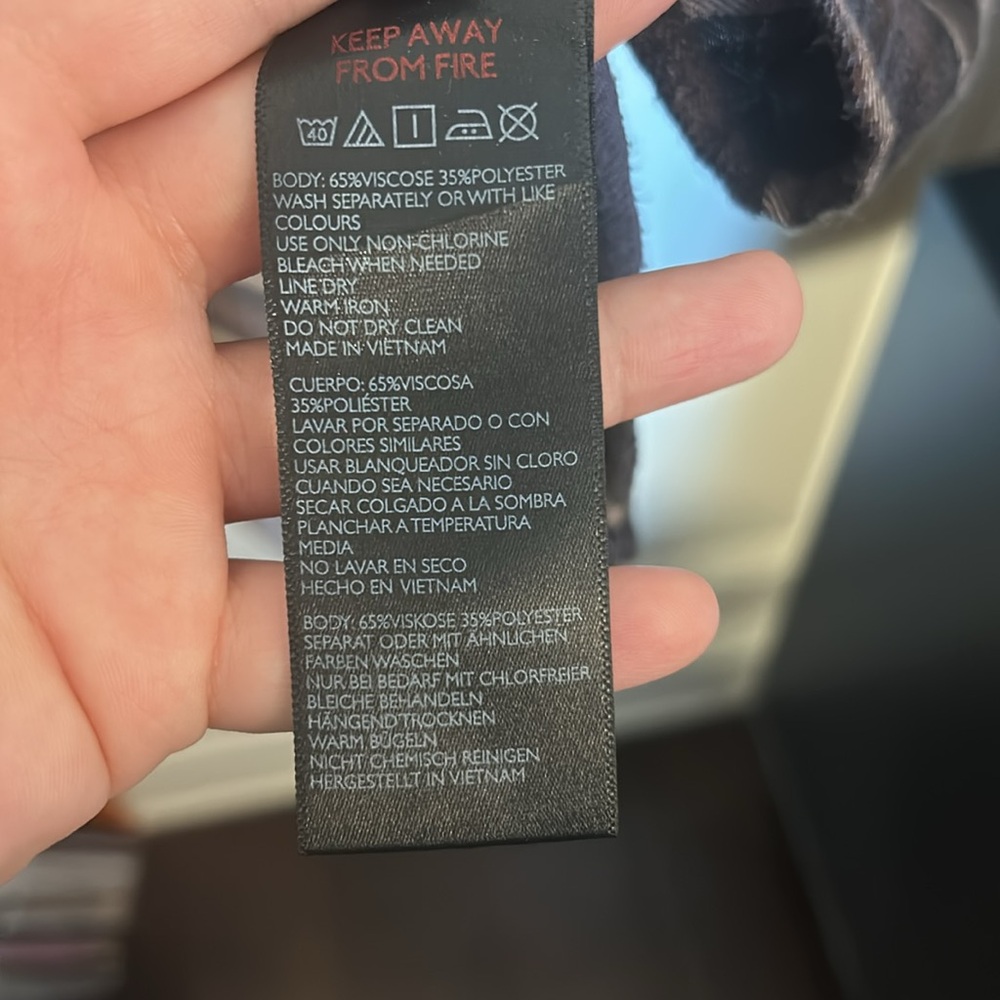 KEEP AWAY
FROM FIRE
40
BODY: 65%VISCOSE 35%POLYESTER
WASH SEPARATELY OR WITH LIKE
COLOURS
USE ONLY NON-CHLORINE
BLEACH WHEN NEEDED
LINE DRY
WARM IRON
DO NOT DRY CLEAN
MADE IN VIETNAM
CUERPO: 65%VISCOSA
35%POLIÉSTER
LAVAR POR SEPARADO O CON
COLORES SIMILARES
USAR BLANQUEADOR SIN CLORO
CUANDO SEA NECESARIO
SECAR COLGADO A LA SOMBRA
PLANCHAR A TEMPERATURA
MEDIA
NO LAVAR EN SECO
HECHO EN VIETNAM
BODY: 65%VISKOSE 35%POLYESTER
SEPARAT ODER MIT ÄHNLICHEN
FARBEN WASCHEN
NUR BEI BEDARF MIT CHLORFREIER
BLEICHE BEHANDELN
HÄNGEND TROCKNEN
WARM BÜGELN
NICHT CHEMISCH REINIGEN
HERGESTELLT IN VIETNAM